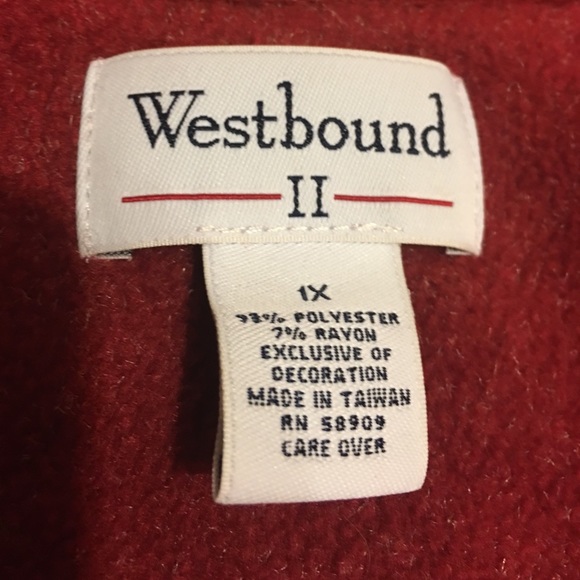 Westbound
II
1X
93% POLYESTER
7% RAYON
EXCLUSIVE OF
DECORATION
MADE IN TAIWAN
RN 58909
CARE OVER